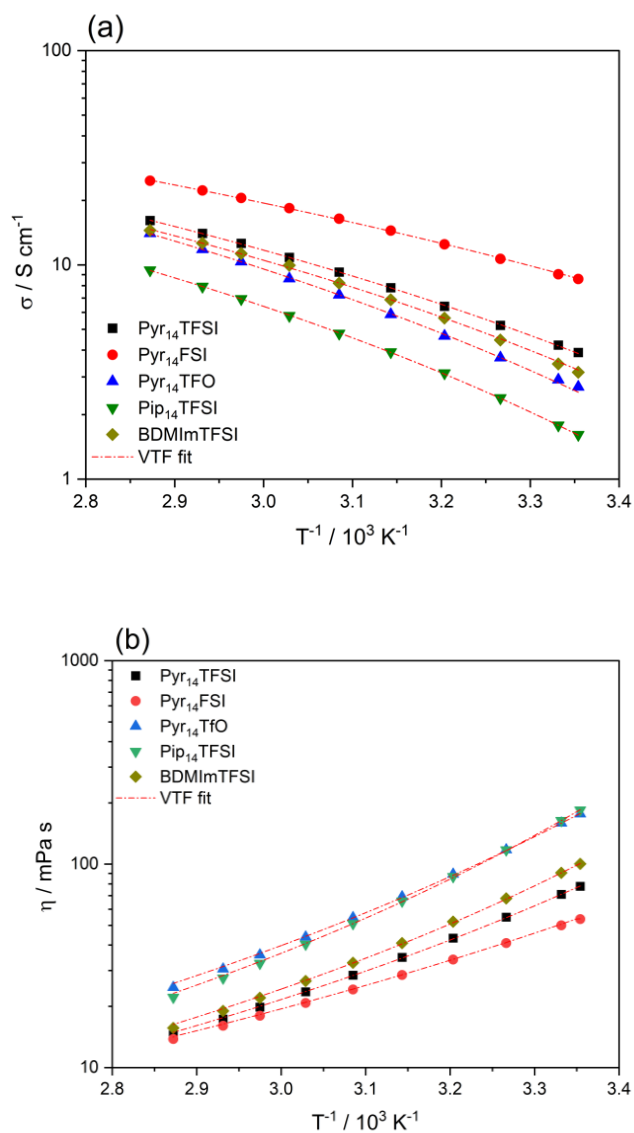 (a)
100
10
1
σ / S cm⁻¹
Pyr₁₄TFSI
Pyr₁₄FSI
Pyr₁₄TFO
Pip₁₄TFSI
BDMImTFSI
VTF fit
2.8 2.9 3.0 3.1 3.2 3.3 3.4
T⁻¹ / 10³ K⁻¹
(b)
1000
100
10
η / mPa s
Pyr₁₄TFSI
Pyr₁₄FSI
Pyr₁₄TfO
Pip₁₄TFSI
BDMImTFSI
VTF fit
2.8 2.9 3.0 3.1 3.2 3.3 3.4
T⁻¹ / 10³ K⁻¹